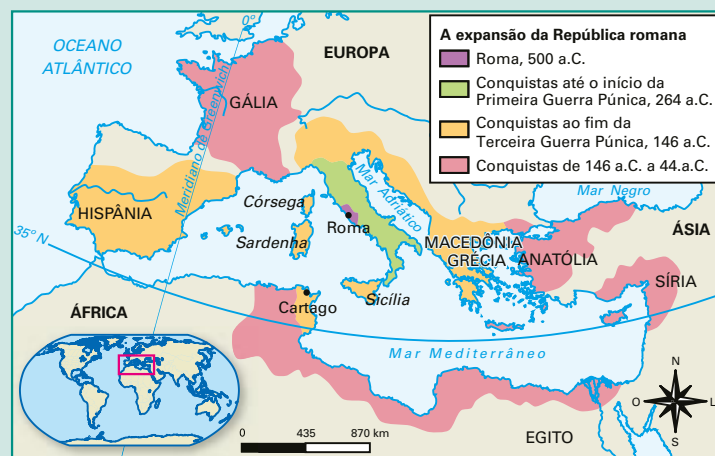 A expansão da República romana
Roma, 500 a.C.
Conquistas até o início da
Primeira Guerra Púnica, 264 a.C.
Conquistas ao fim da
Terceira Guerra Púnica, 146 a.C.
Conquistas de 146 a.C. a 44.a.C.
0°
OCEANO
ATLÂNTICO
EUROPA
Meridiano de Greenwich
GÁLIA
Mar Negro
Mar Adriático
HISPÂNIA
Córsega
Sardenha
Roma
ÁSIA
35° N
MACEDÔNIA
GRÉCIA
ANATÓLIA
SÍRIA
Sicília
Cartago
ÁFRICA
Mar Mediterrâneo
EGITO
N
O
L
S
0
435
870 km